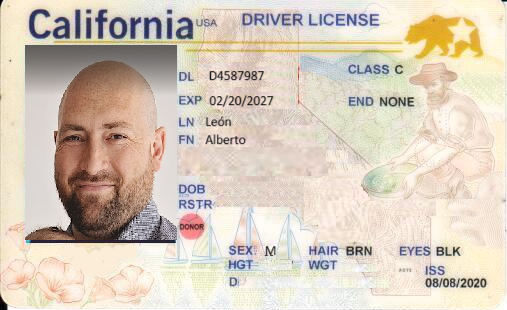 California USA DRIVER LICENSE
DL D4587987 CLASS C
EXP 02/20/2027 END NONE
LN León
FN Alberto
DOB
RSTR
DONOR
SEX M HAIR BRN EYES BLK
HGT WGT ISS
D 08/08/2020